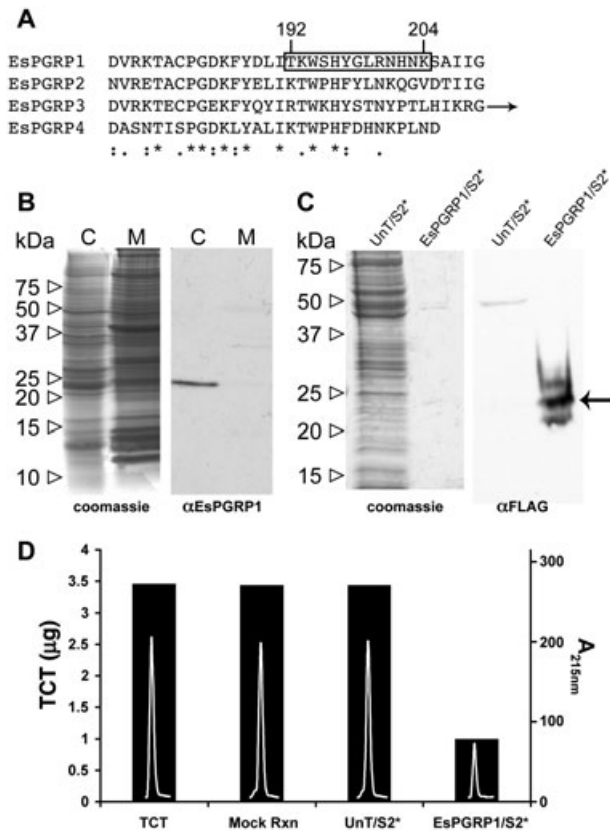 A
192 204
EsPGRP1 DVRKTACPGDKFYDLITKWSHYGLRNHNKSAIIG
EsPGRP2 NVRETACPGDKFYELIKTWPHFYLNKQGVDTIIG
EsPGRP3 DVRKTECPGEKFYQYIRTWKHYSTNYPTLHIKRG
EsPGRP4 DASNTISPGDKLYALIKTWPHFDHNKPLND
:. :* .**:*:* * * *: .
B
C M C M
kDa
75
50
37
25
20
15
10
coomassie αEsPGRP1
C
UnT/S2* EsPGRP1/S2* UnT/S2* EsPGRP1/S2*
kDa
75
50
37
25
20
15
coomassie αFLAG
D
TCT (µg)
4
3.5
3
2.5
2
1.5
1
0.5
0
300
200
100
0
A215nm
TCT Mock Rxn UnT/S2* EsPGRP1/S2*